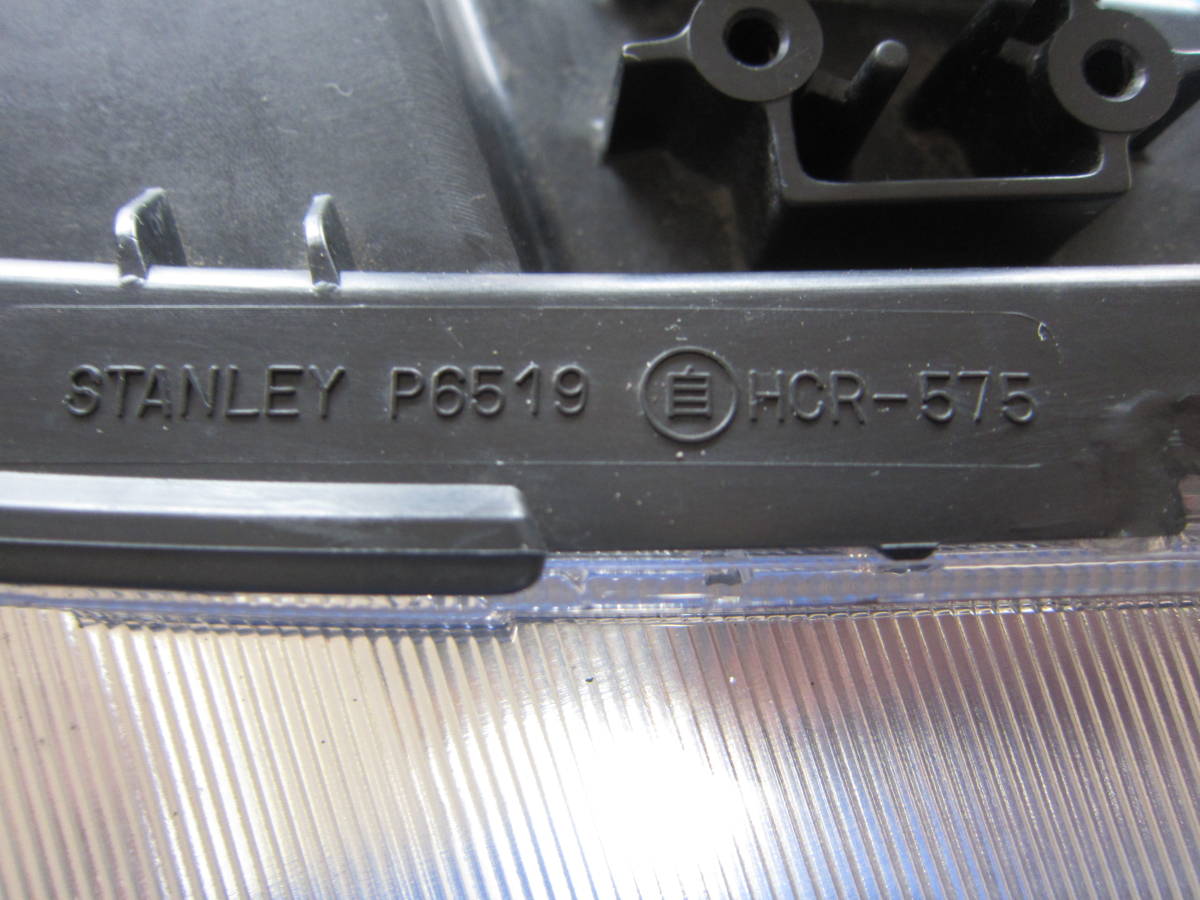 STANLEY P6519 自 HCR-575